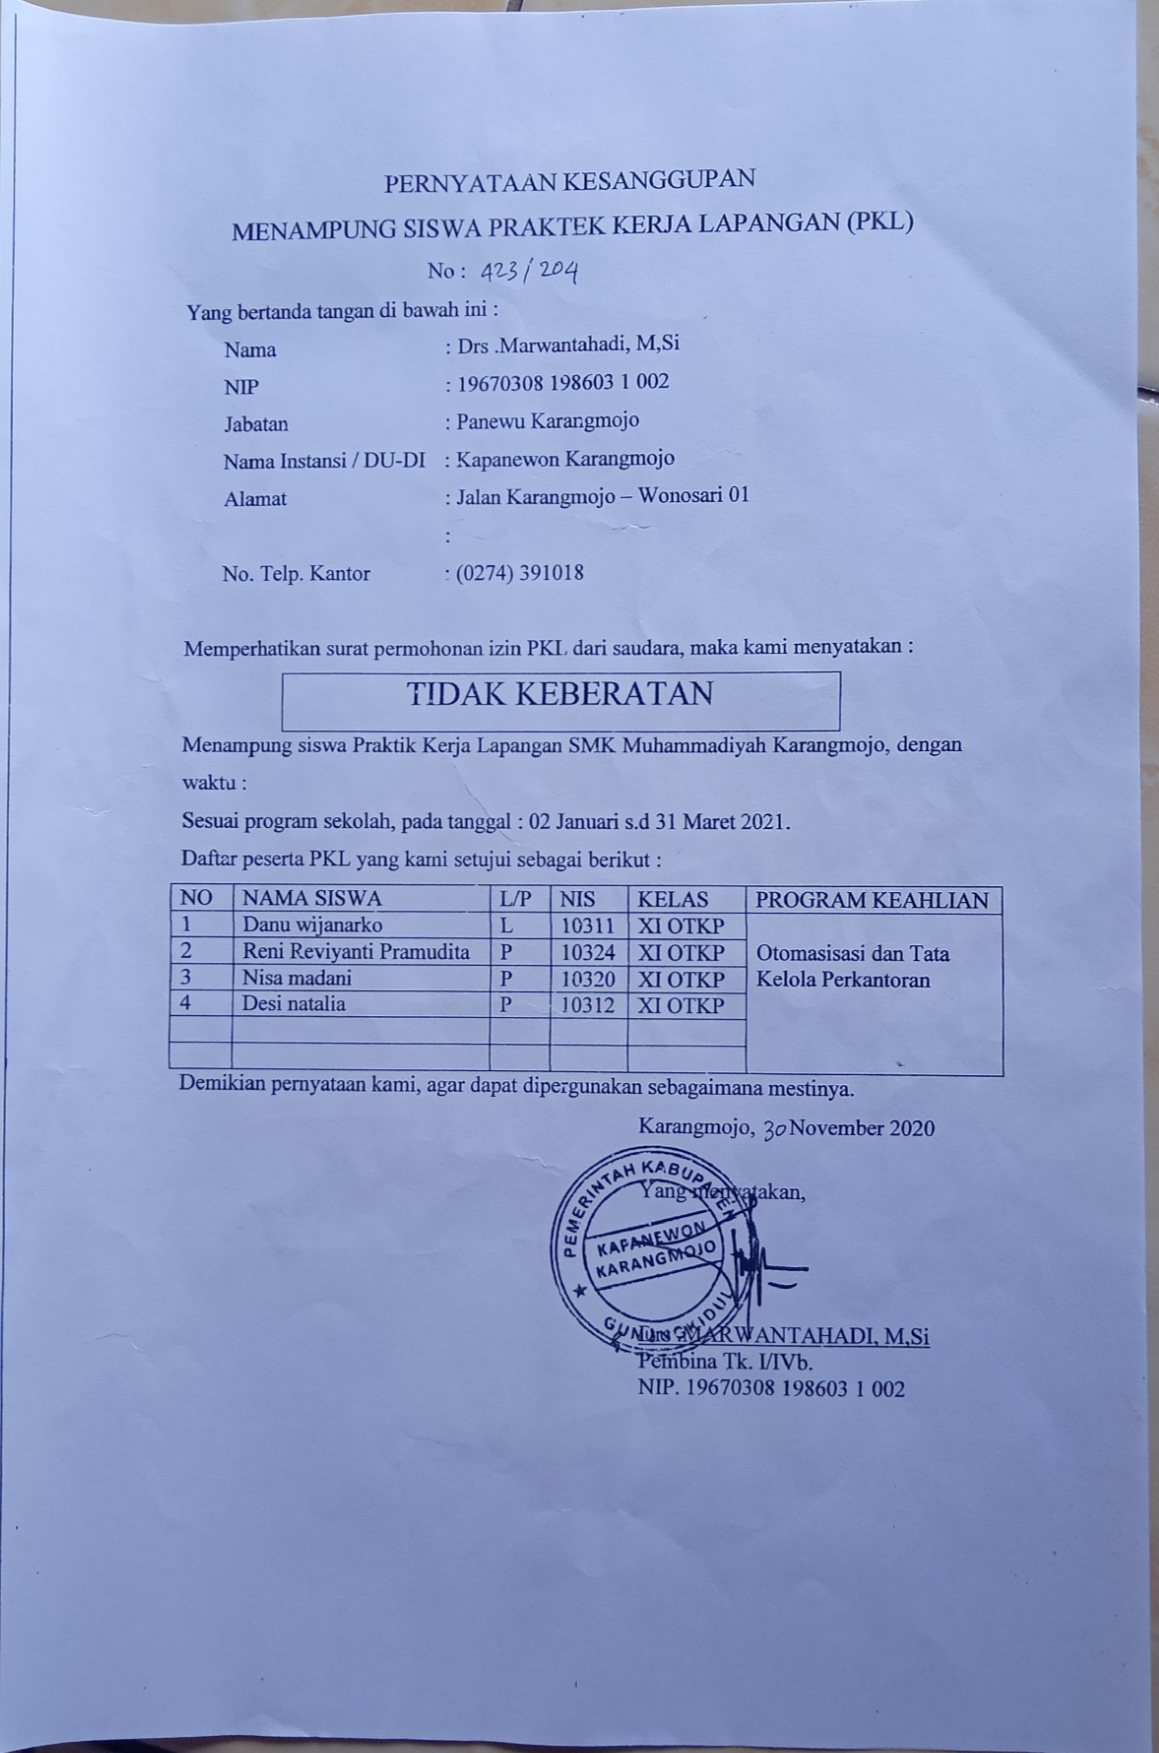 PERNYATAAN KESANGGUPAN
MENAMPUNG SISWA PRAKTEK KERJA LAPANGAN (PKL)
No : 423/204
Yang bertanda tangan di bawah ini :
Nama : Drs .Marwantahadi, M,Si
NIP : 19670308 198603 1 002
Jabatan : Panewu Karangmojo
Nama Instansi / DU-DI : Kapanewon Karangmojo
Alamat : Jalan Karangmojo – Wonosari 01
:
No. Telp. Kantor : (0274) 391018
Memperhatikan surat permohonan izin PKL dari saudara, maka kami menyatakan :
TIDAK KEBERATAN
Menampung siswa Praktik Kerja Lapangan SMK Muhammadiyah Karangmojo, dengan
waktu :
Sesuai program sekolah, pada tanggal : 02 Januari s.d 31 Maret 2021.
Daftar peserta PKL yang kami setujui sebagai berikut :
NO NAMA SISWA L/P NIS KELAS PROGRAM KEAHLIAN
1 Danu wijanarko L 10311 XI OTKP
2 Reni Reviyanti Pramudita P 10324 XI OTKP Otomasisasi dan Tata
3 Nisa madani P 10320 XI OTKP Kelola Perkantoran
4 Desi natalia P 10312 XI OTKP
Demikian pernyataan kami, agar dapat dipergunakan sebagaimana mestinya.
Karangmojo, 30 November 2020
Yang menyatakan,
PEMERINTAH KABUPATEN
KAPANEWON
KARANGMOJO
GUNUNGKIDUL
Drs .MARWANTAHADI, M,Si
Pembina Tk. I/IVb.
NIP. 19670308 198603 1 002